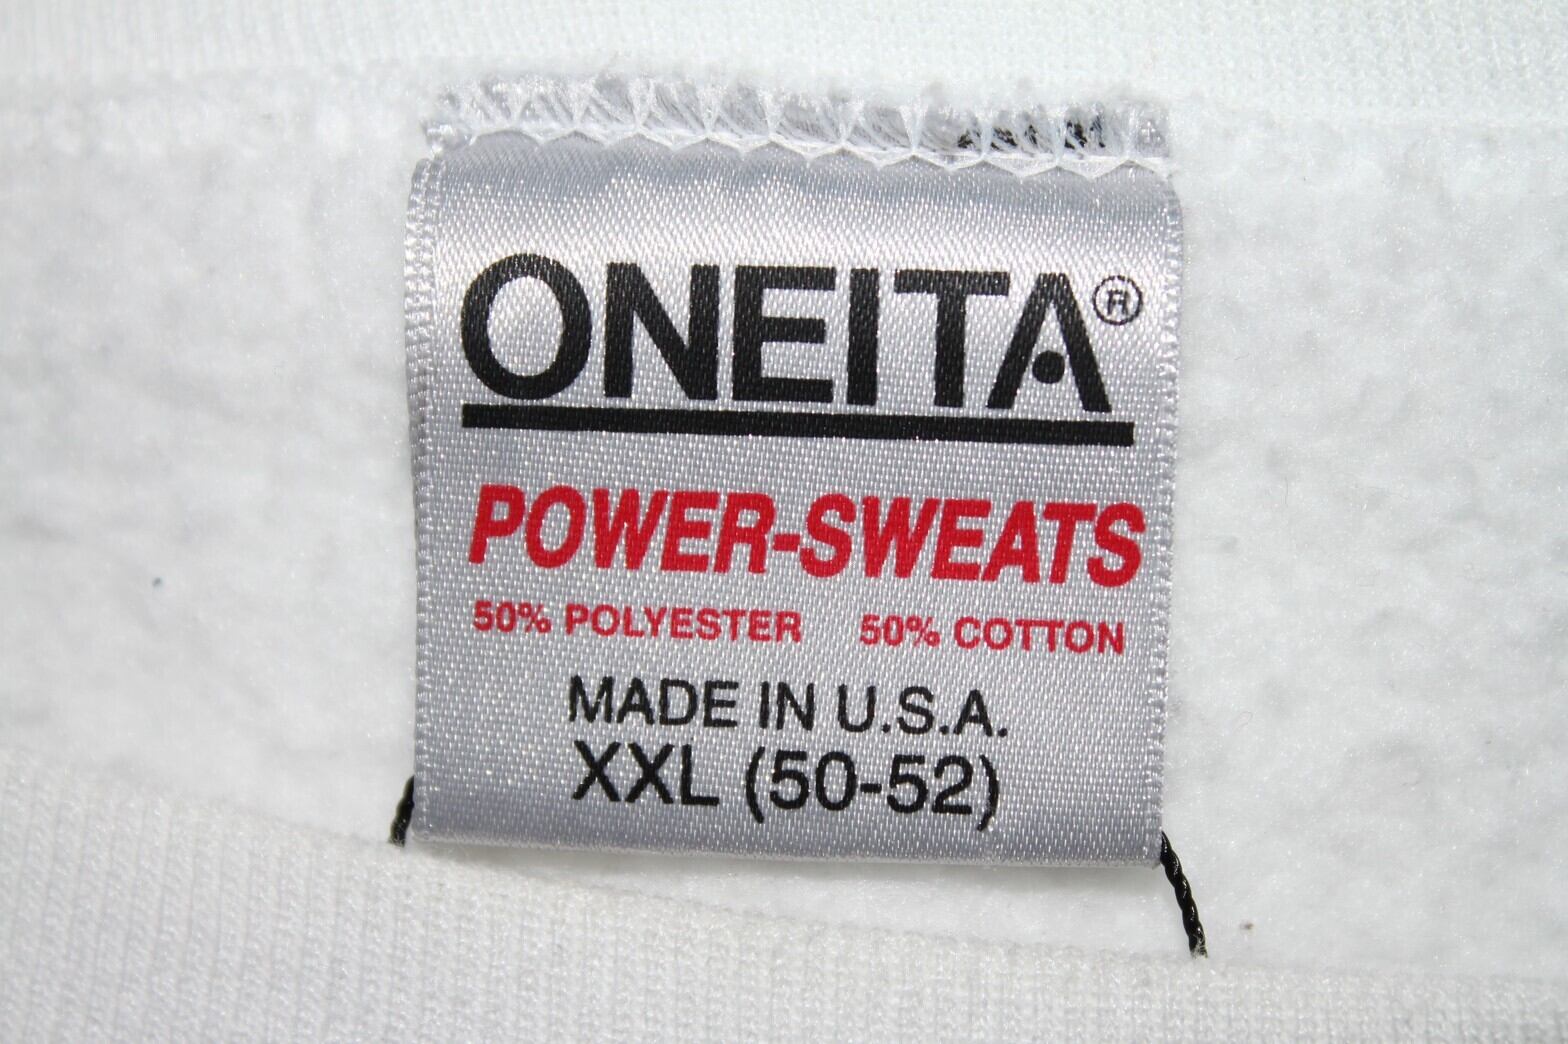 ONEITA®
POWER-SWEATS
50% POLYESTER 50% COTTON
MADE IN U.S.A.
XXL (50-52)